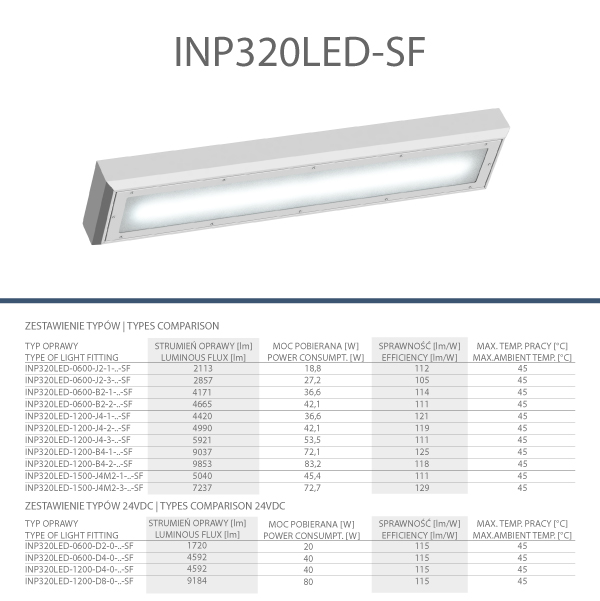 INP320LED-SF
ZESTAWIENIE TYPÓW | TYPES COMPARISON
TYP OPRAWY STRUMIEŃ OPRAWY [lm] MOC POBIERANA [W] SPRAWNOŚĆ [lm/W] MAX. TEMP. PRACY [°C]
TYPE OF LIGHT FITTING LUMINOUS FLUX [lm] POWER CONSUMPT. [W] EFFICIENCY [lm/W] MAX.AMBIENT TEMP. [°C]
INP320LED-0600-J2-1-..-SF 2113 18,8 112 45
INP320LED-0600-J2-3-..-SF 2857 27,2 105 45
INP320LED-0600-B2-1-..-SF 4171 36,6 114 45
INP320LED-0600-B2-2-..-SF 4665 42,1 111 45
INP320LED-1200-J4-1-..-SF 4420 36,6 121 45
INP320LED-1200-J4-2-..-SF 4990 42,1 119 45
INP320LED-1200-J4-3-..-SF 5921 53,5 111 45
INP320LED-1200-B4-1-..-SF 9037 72,1 125 45
INP320LED-1200-B4-2-..-SF 9853 83,2 118 45
INP320LED-1500-J4M2-1-..-SF 5040 45,4 111 45
INP320LED-1500-J4M2-3-..-SF 7237 72,7 129 45
ZESTAWIENIE TYPÓW 24VDC | TYPES COMPARISON 24VDC
TYP OPRAWY STRUMIEŃ OPRAWY [lm] MOC POBIERANA [W] SPRAWNOŚĆ [lm/W] MAX. TEMP. PRACY [°C]
TYPE OF LIGHT FITTING LUMINOUS FLUX [lm] POWER CONSUMPT. [W] EFFICIENCY [lm/W] MAX.AMBIENT TEMP. [°C]
INP320LED-0600-D2-0-..-SF 1720 20 115 45
INP320LED-0600-D4-0-..-SF 4592 40 115 45
INP320LED-1200-D4-0-..-SF 4592 40 115 45
INP320LED-1200-D8-0-..-SF 9184 80 115 45